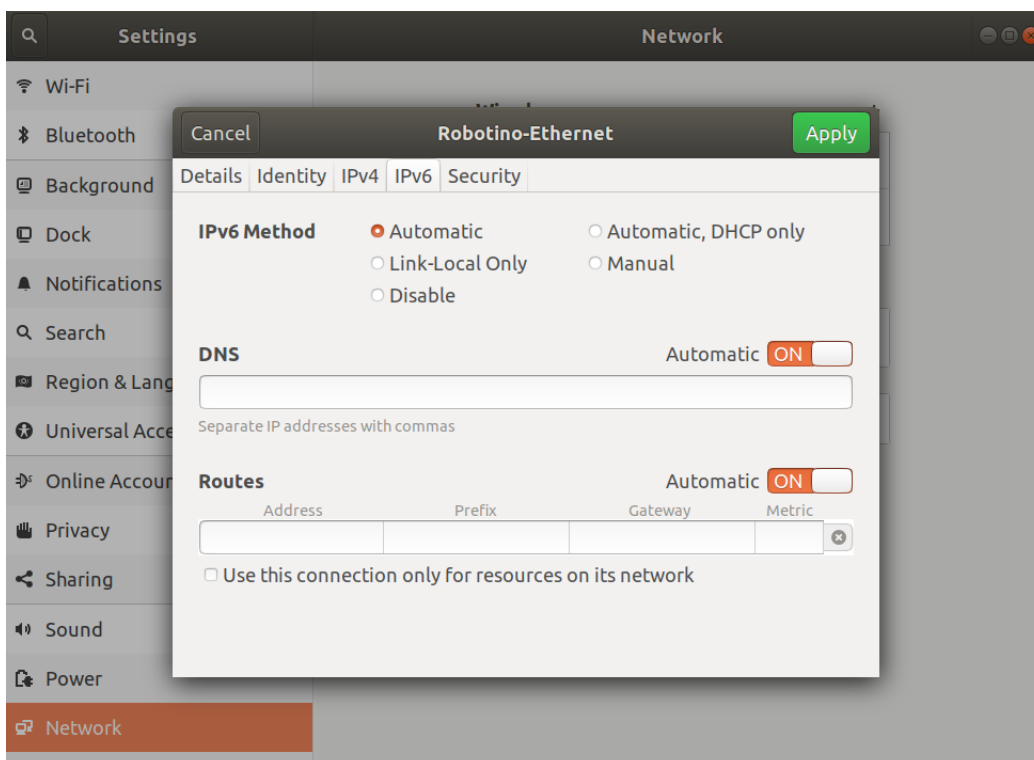 Settings
Network
Wi-Fi
Bluetooth
Background
Dock
Notifications
Search
Region & Lang
Universal Acce
Online Accour
Privacy
Sharing
Sound
Power
Network
Cancel
Robotino-Ethernet
Apply
Details Identity IPv4 IPv6 Security
IPv6 Method
Automatic
Automatic, DHCP only
Link-Local Only
Manual
Disable
DNS
Automatic ON
Separate IP addresses with commas
Routes
Automatic ON
Address Prefix Gateway Metric
Use this connection only for resources on its network